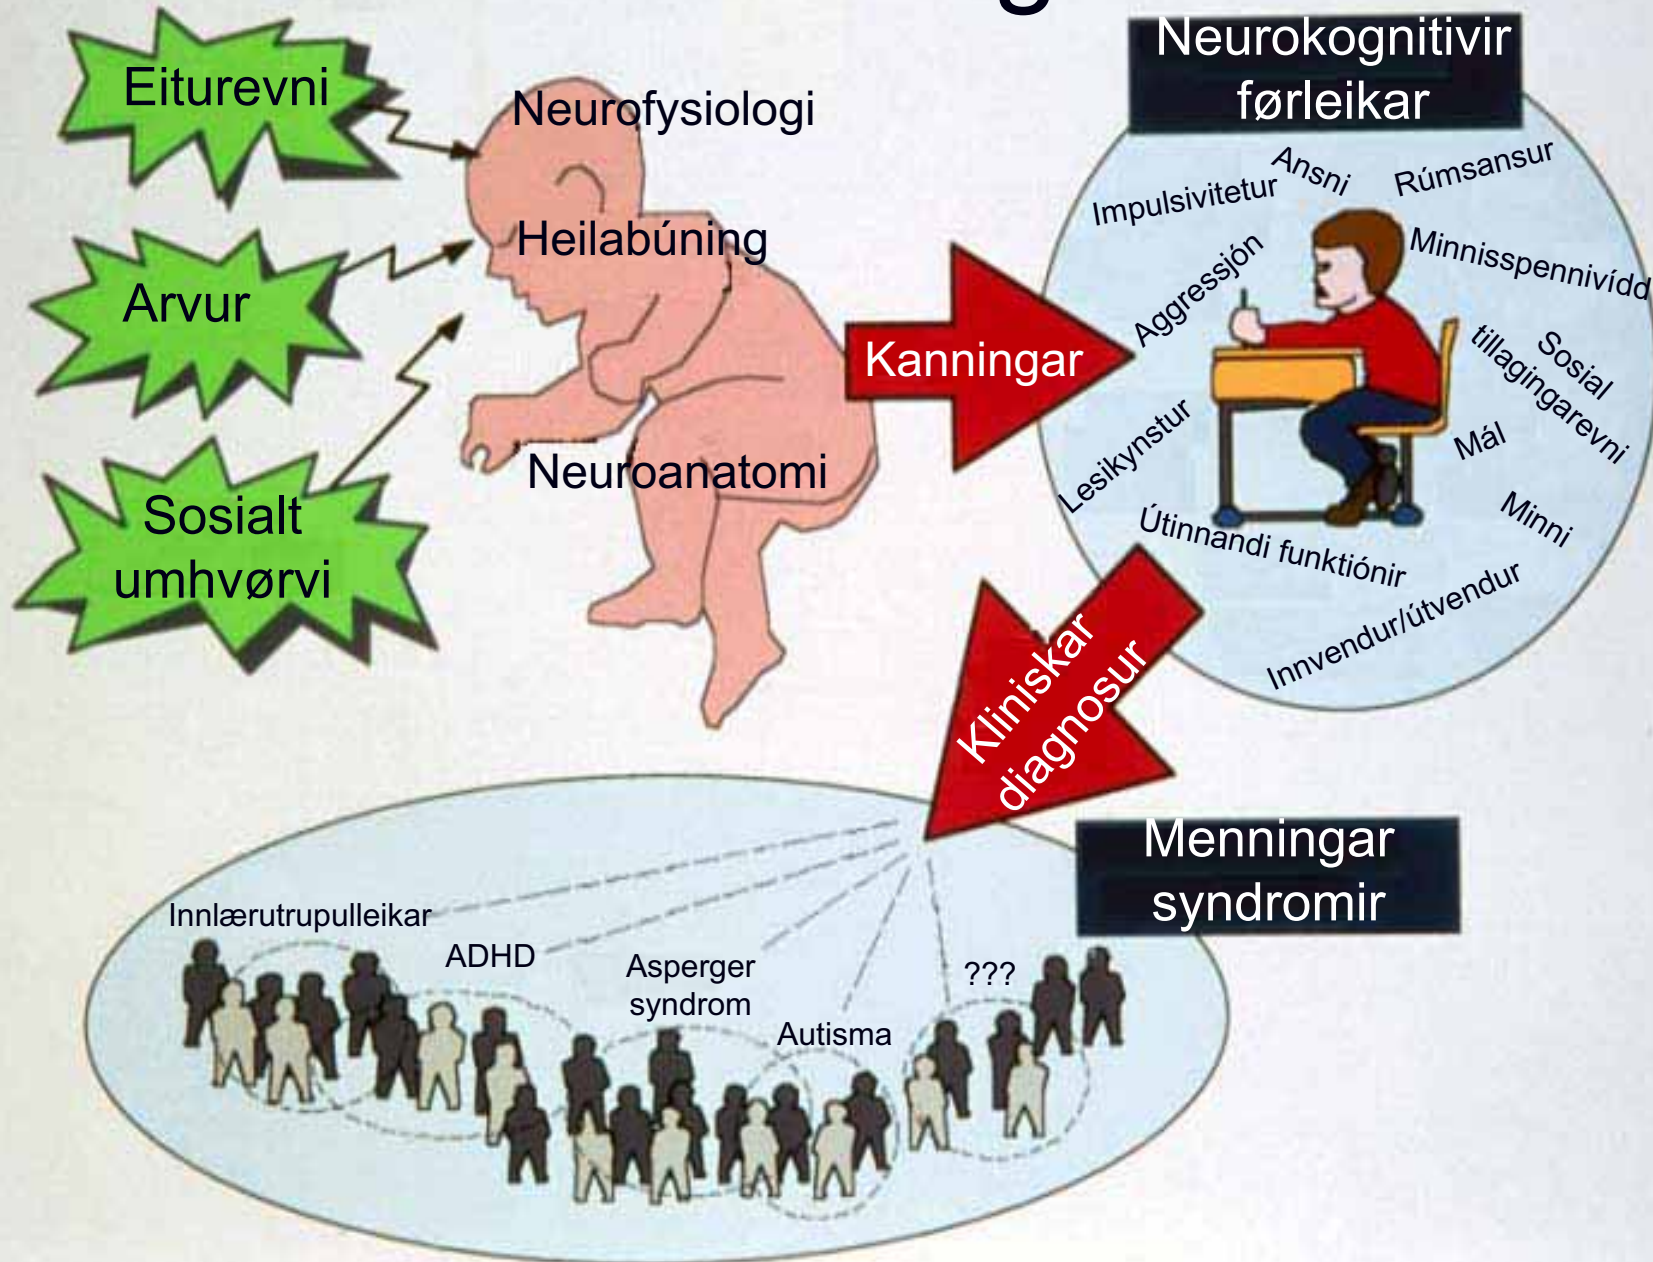 Eiturevni
Arvur
Sosialt
umhvørvi
Neurofysiologi
Heilabúning
Neuroanatomi
Kanningar
Neurokognitivir
førleikar
Impulsivitetur
Ansni
Rúmsansur
Aggressjón
Minnisspennivídd
Sosial
tillagingarevni
Lesikynstur
Mál
Minni
Útinnandi funktiónir
Innvendur/útvendur
Kliniskar
diagnosur
Menningar
syndromir
Innlærutrupulleikar
ADHD
Asperger
syndrom
Autisma
???